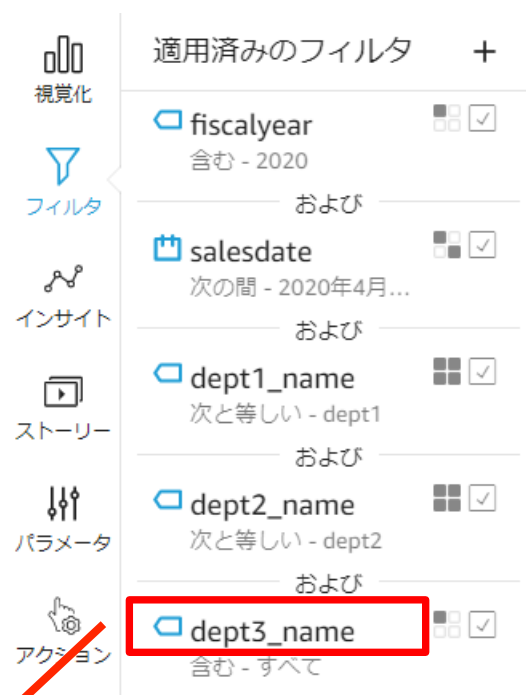 視覚化
フィルタ
インサイト
ストーリー
パラメータ
アクション
適用済みのフィルタ +
fiscalyear
含む - 2020
および
salesdate
次の間 - 2020年4月...
および
dept1_name
次と等しい - dept1
および
dept2_name
次と等しい - dept2
および
dept3_name
含む - すべて